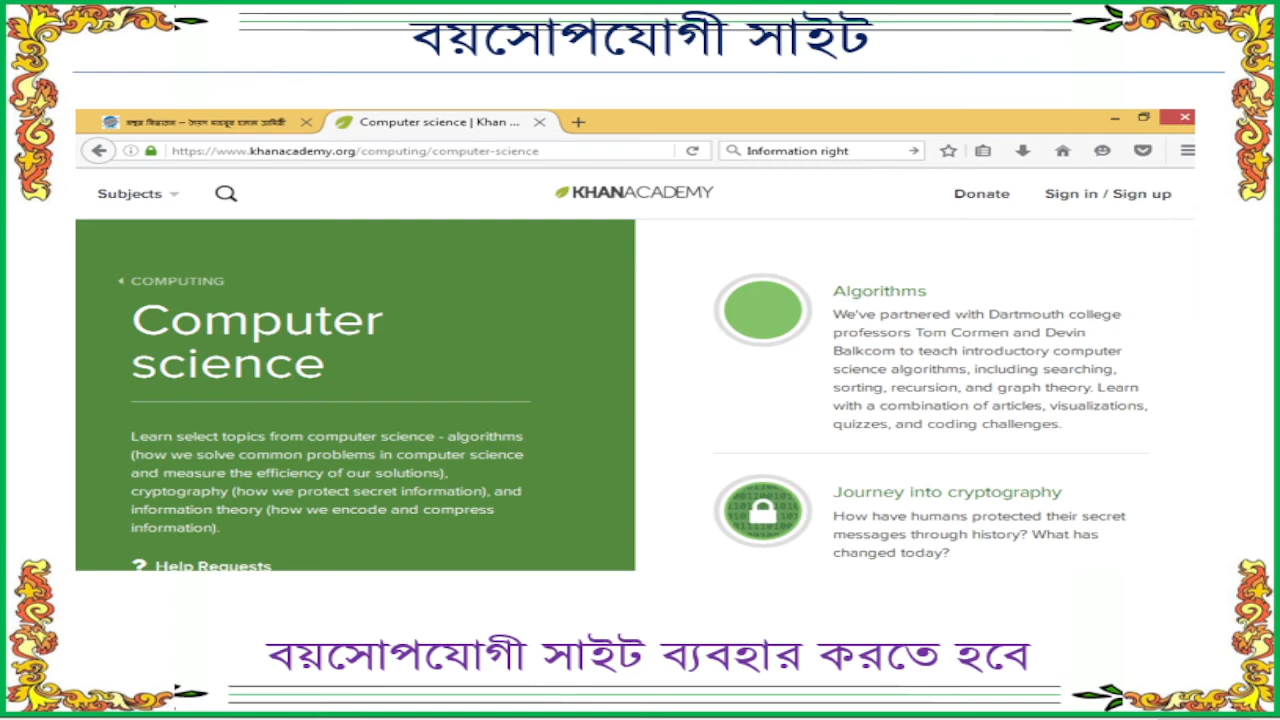 বয়সোপযোগী সাইট
Computer science | Khan ...
https://www.khanacademy.org/computing/computer-science
Information right
Subjects
KHANACADEMY
Donate
Sign in / Sign up
COMPUTING
Computer
science
Learn select topics from computer science - algorithms
(how we solve common problems in computer science
and measure the efficiency of our solutions),
cryptography (how we protect secret information), and
information theory (how we encode and compress
information).
? Help Requests
Algorithms
We've partnered with Dartmouth college
professors Tom Cormen and Devin
Balkcom to teach introductory computer
science algorithms, including searching,
sorting, recursion, and graph theory. Learn
with a combination of articles, visualizations,
quizzes, and coding challenges.
Journey into cryptography
How have humans protected their secret
messages through history? What has
changed today?
বয়সোপযোগী সাইট ব্যবহার করতে হবে